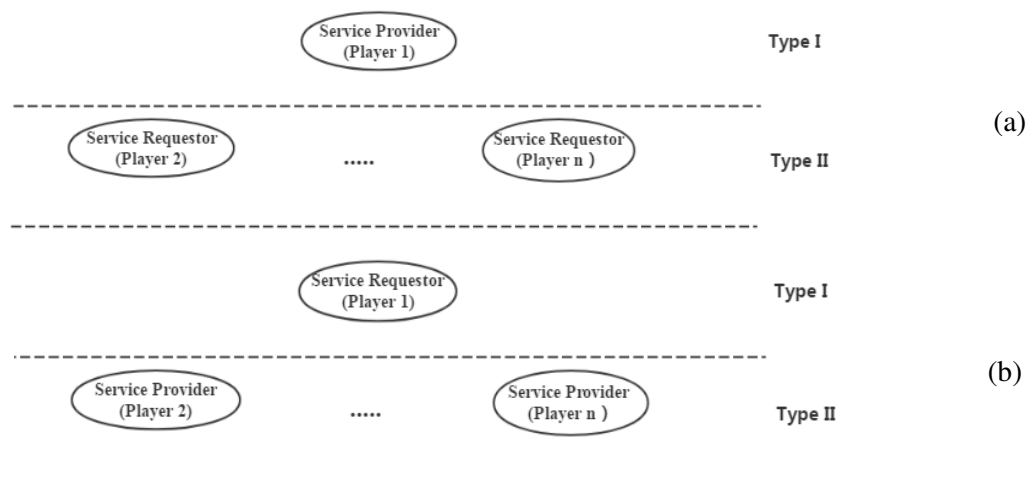 Service Provider
(Player 1)
Type I
(a)
Service Requestor
(Player 2)
.....
Service Requestor
(Player n )
Type II
Service Requestor
(Player 1)
Type I
(b)
Service Provider
(Player 2)
.....
Service Provider
(Player n )
Type II